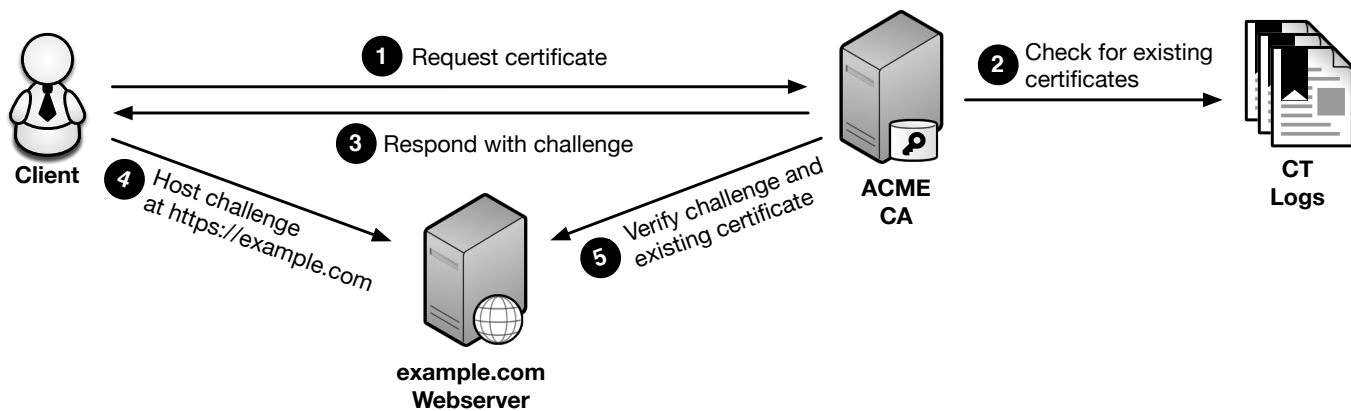 1 Request certificate
2 Check for existing
certificates
3 Respond with challenge
Client
4 Host challenge
at https://example.com
5 Verify challenge and
existing certificate
ACME
CA
CT
Logs
example.com
Webserver